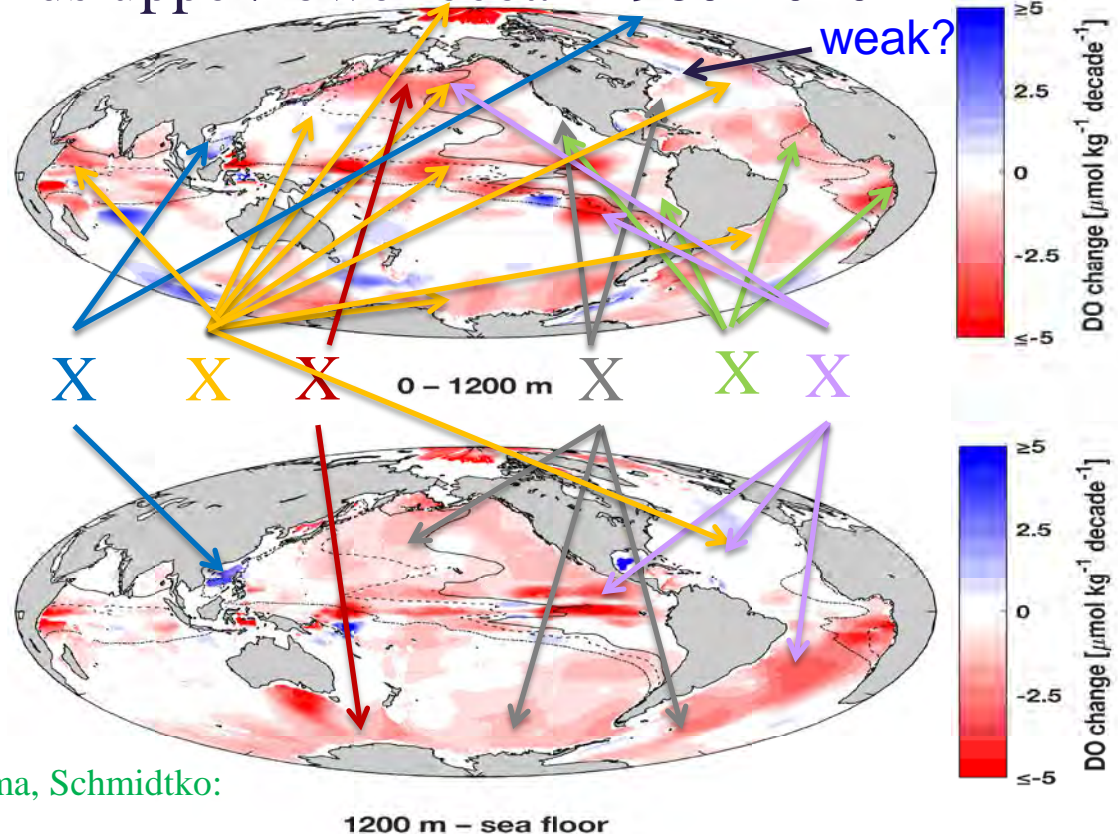 weak?
≥5
2.5
0
-2.5
≤-5
DO change [μmol kg⁻¹ decade⁻¹]
X X X X X X
0 – 1200 m
≥5
2.5
0
-2.5
≤-5
DO change [μmol kg⁻¹ decade⁻¹]
Schmidtko:
1200 m – sea floor